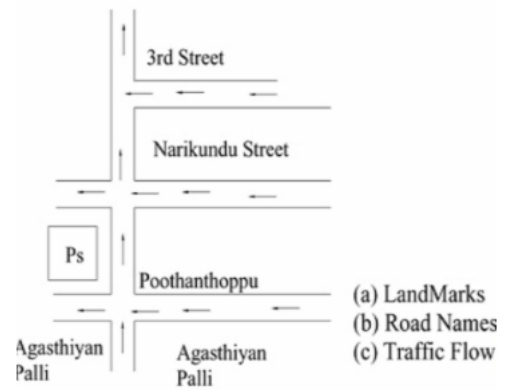 3rd Street
Narikundu Street
Ps
Poothanthoppu
(a) LandMarks
(b) Road Names
(c) Traffic Flow
Agasthiyan
Palli
Agasthiyan
Palli